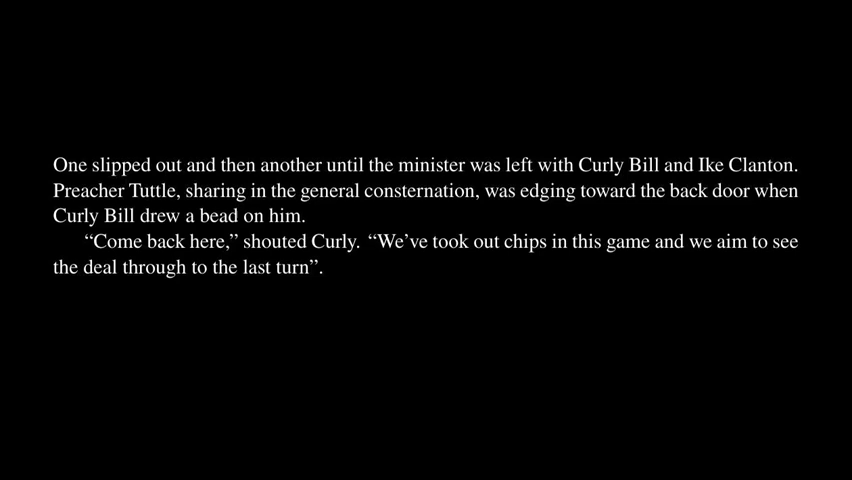 One slipped out and then another until the minister was left with Curly Bill and Ike Clanton.
Preacher Tuttle, sharing in the general consternation, was edging toward the back door when
Curly Bill drew a bead on him.
“Come back here,” shouted Curly. “We’ve took out chips in this game and we aim to see
the deal through to the last turn”.